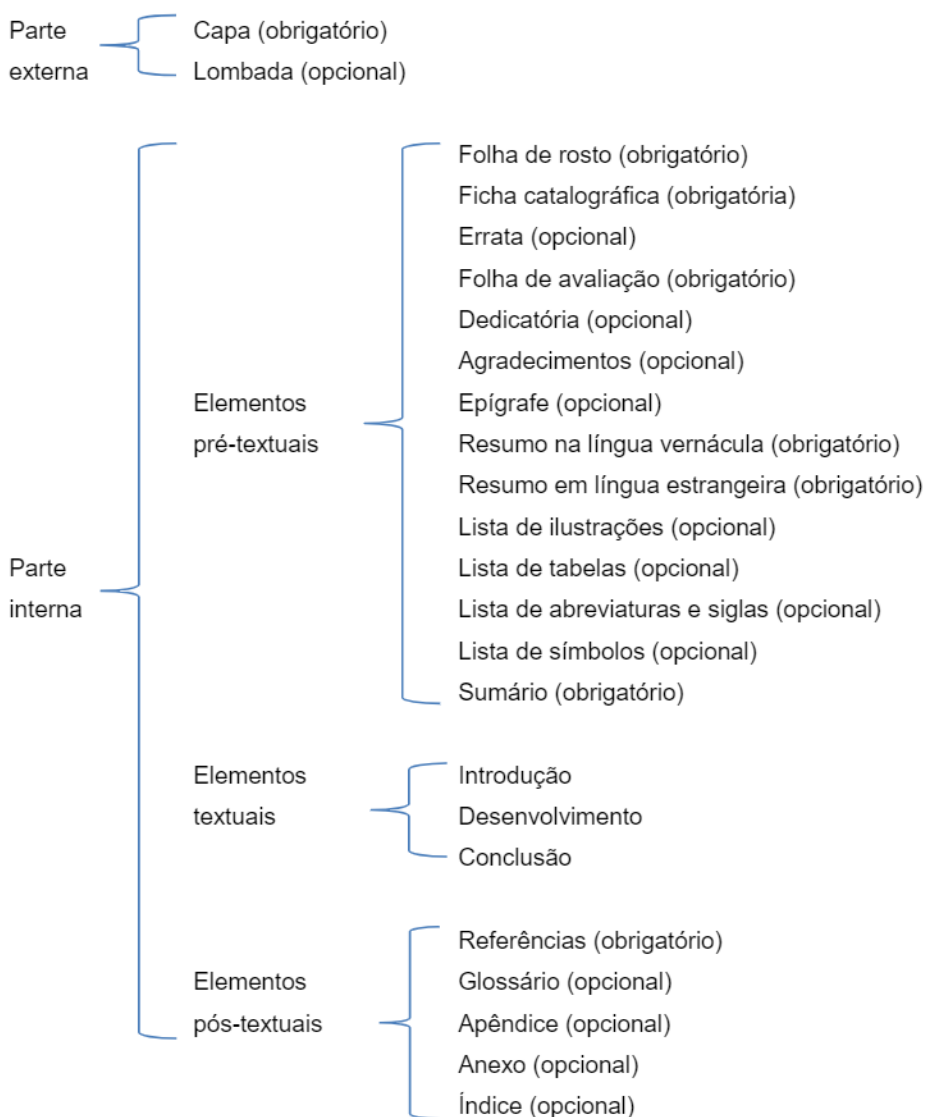 Parte
externa
Capa (obrigatório)
Lombada (opcional)
Parte
interna
Elementos
pré-textuais
Folha de rosto (obrigatório)
Ficha catalográfica (obrigatória)
Errata (opcional)
Folha de avaliação (obrigatório)
Dedicatória (opcional)
Agradecimentos (opcional)
Epígrafe (opcional)
Resumo na língua vernácula (obrigatório)
Resumo em língua estrangeira (obrigatório)
Lista de ilustrações (opcional)
Lista de tabelas (opcional)
Lista de abreviaturas e siglas (opcional)
Lista de símbolos (opcional)
Sumário (obrigatório)
Elementos
textuais
Introdução
Desenvolvimento
Conclusão
Elementos
pós-textuais
Referências (obrigatório)
Glossário (opcional)
Apêndice (opcional)
Anexo (opcional)
Índice (opcional)